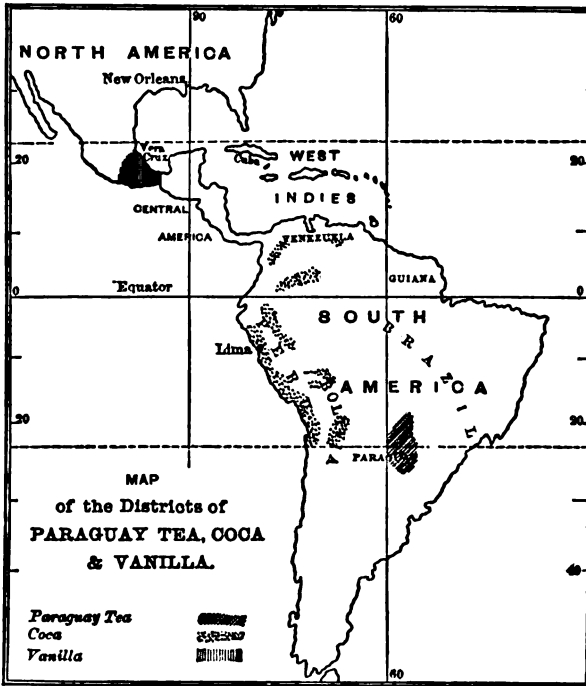 90 60
NORTH AMERICA
New Orleans
Vera
Cruz
20 Cuba WEST 20
INDIES
CENTRAL
AMERICA VENEZUELA
GUIANA
Equator
0 0
SOUTH
BRAZIL
PERU
Lima
AMERICA
BOLIVIA
20 20
PARAGUAY
MAP
of the Districts of
PARAGUAY TEA, COCA
& VANILLA.
40
Paraguay Tea
Coca
Vanilla
60